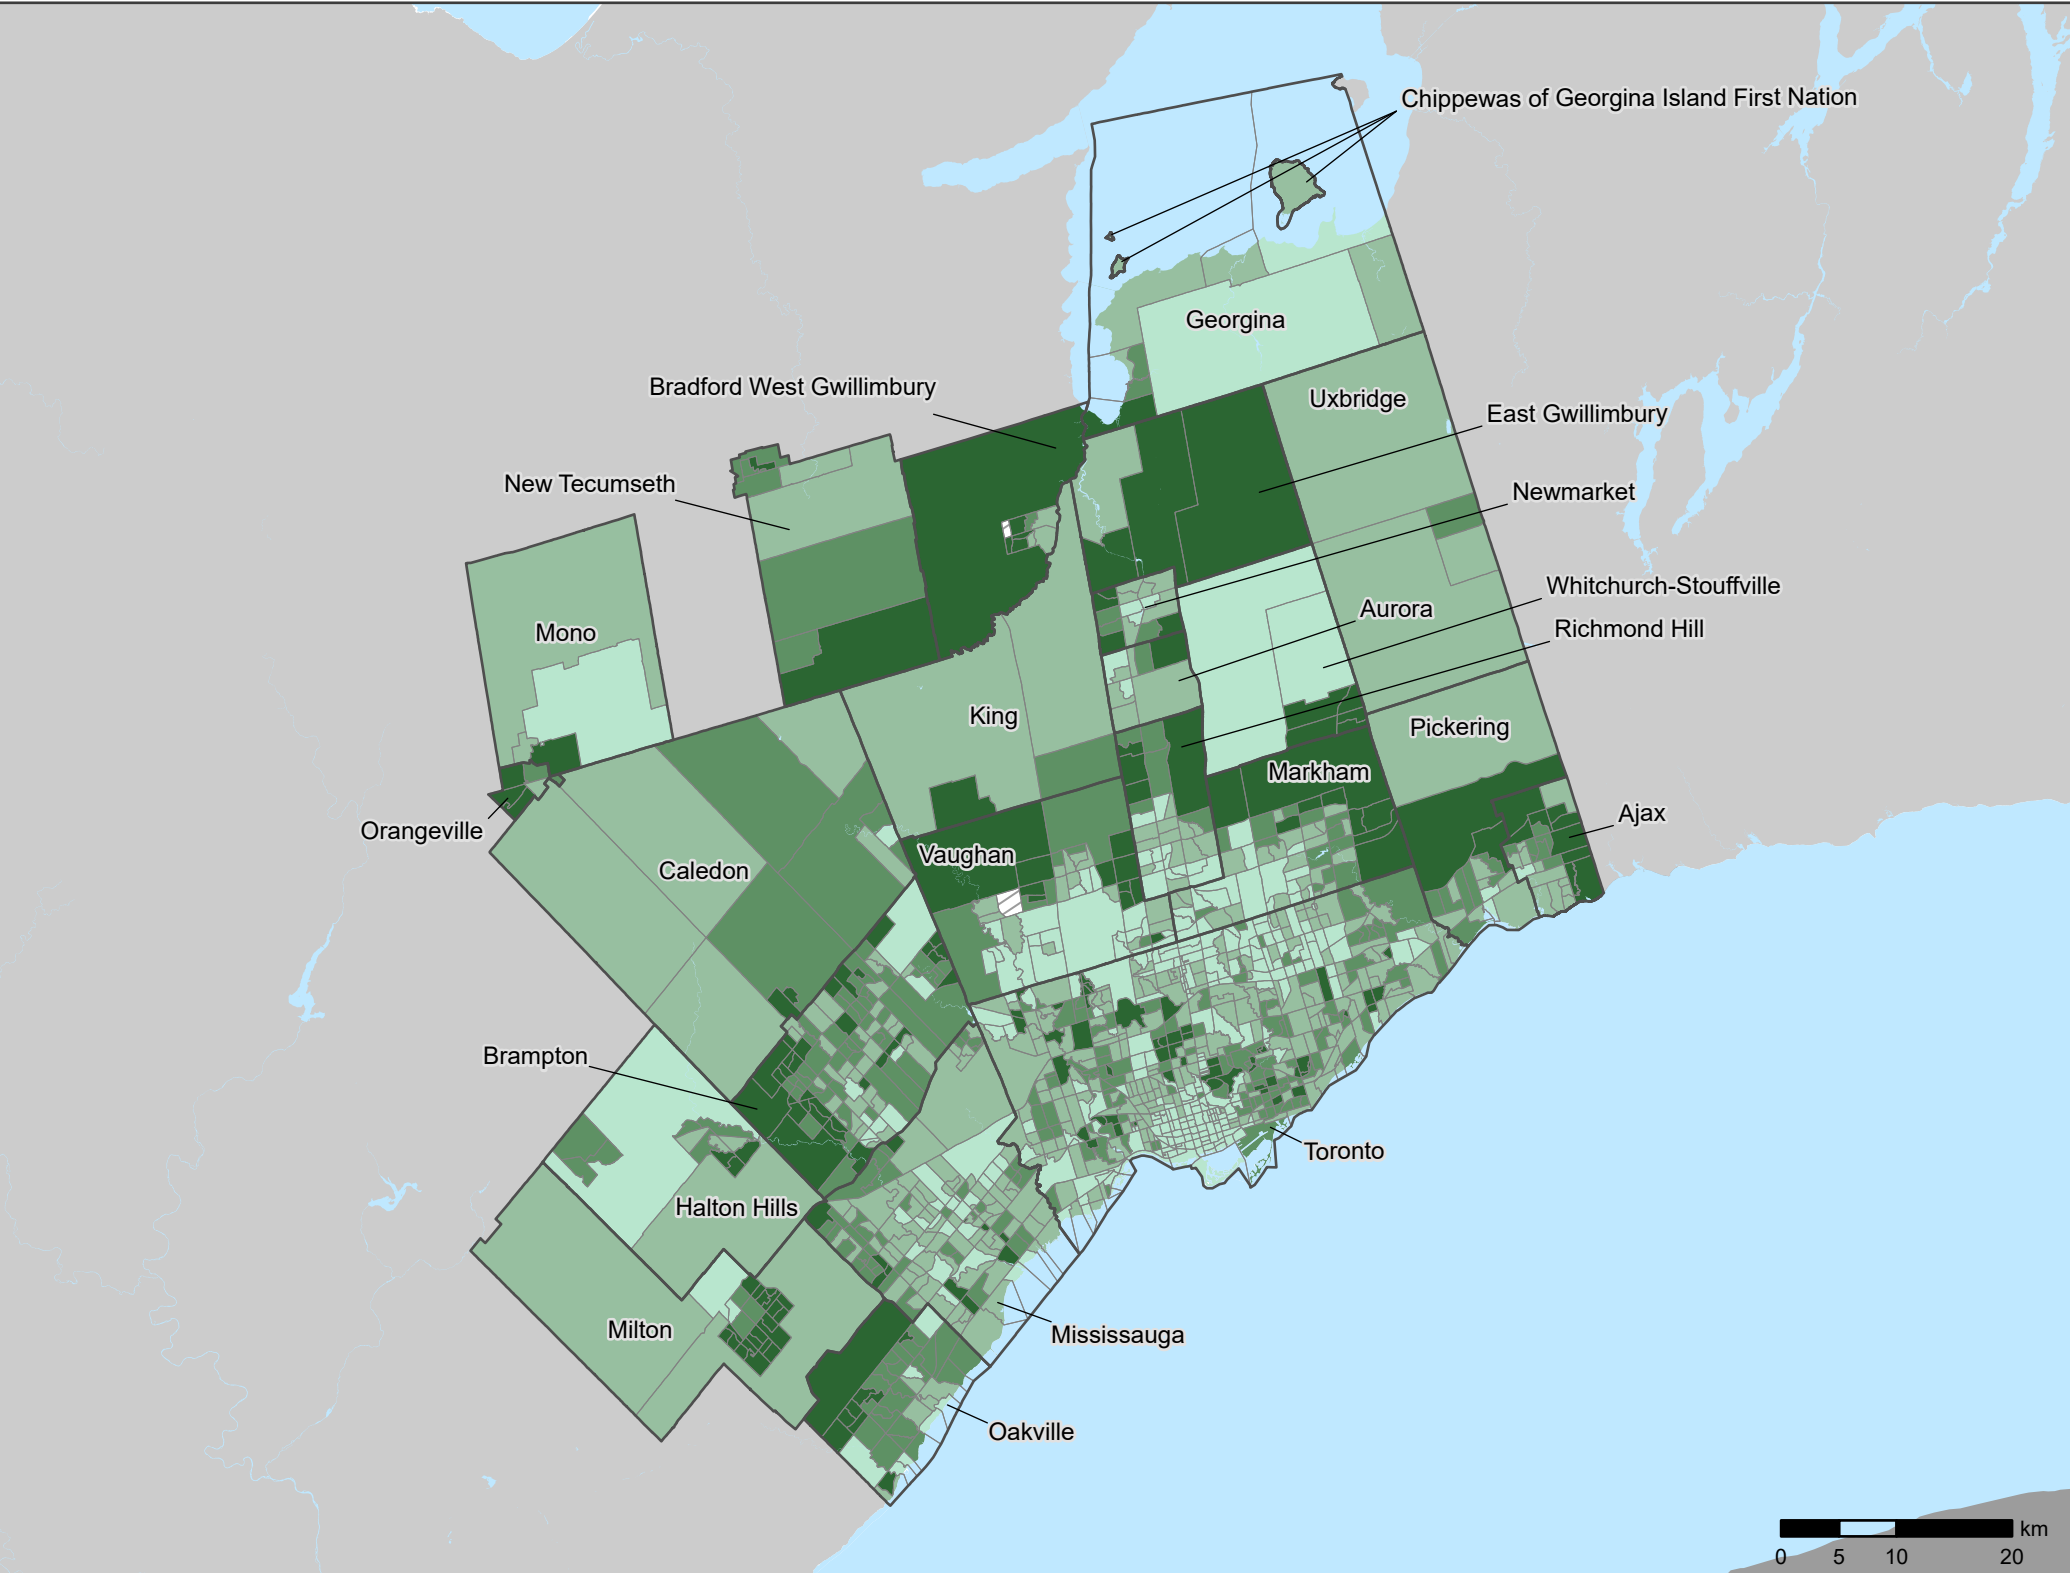 Chippewas of Georgina Island First Nation
Georgina
Bradford West Gwillimbury
Uxbridge
East Gwillimbury
New Tecumseth
Newmarket
Whitchurch-Stouffville
Aurora
Mono
Richmond Hill
King
Pickering
Markham
Ajax
Orangeville
Vaughan
Caledon
Brampton
Toronto
Halton Hills
Milton
Mississauga
Oakville
km
0 5 10 20